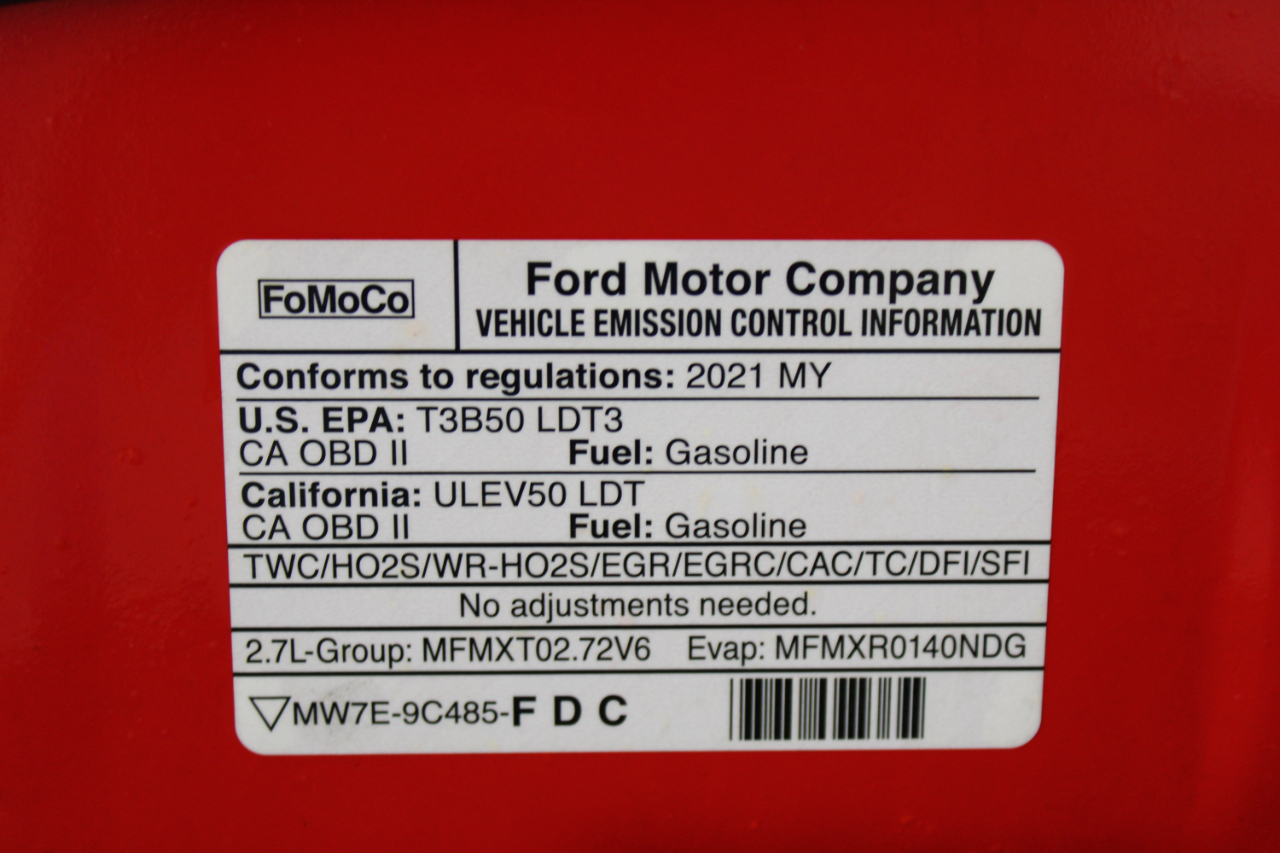 FoMoCo
Ford Motor Company
VEHICLE EMISSION CONTROL INFORMATION
Conforms to regulations: 2021 MY
U.S. EPA: T3B50 LDT3
CA OBD II Fuel: Gasoline
California: ULEV50 LDT
CA OBD II Fuel: Gasoline
TWC/HO2S/WR-HO2S/EGR/EGRC/CAC/TC/DFI/SFI
No adjustments needed.
2.7L-Group: MFMXT02.72V6 Evap: MFMXR0140NDG
MW7E-9C485-F D C